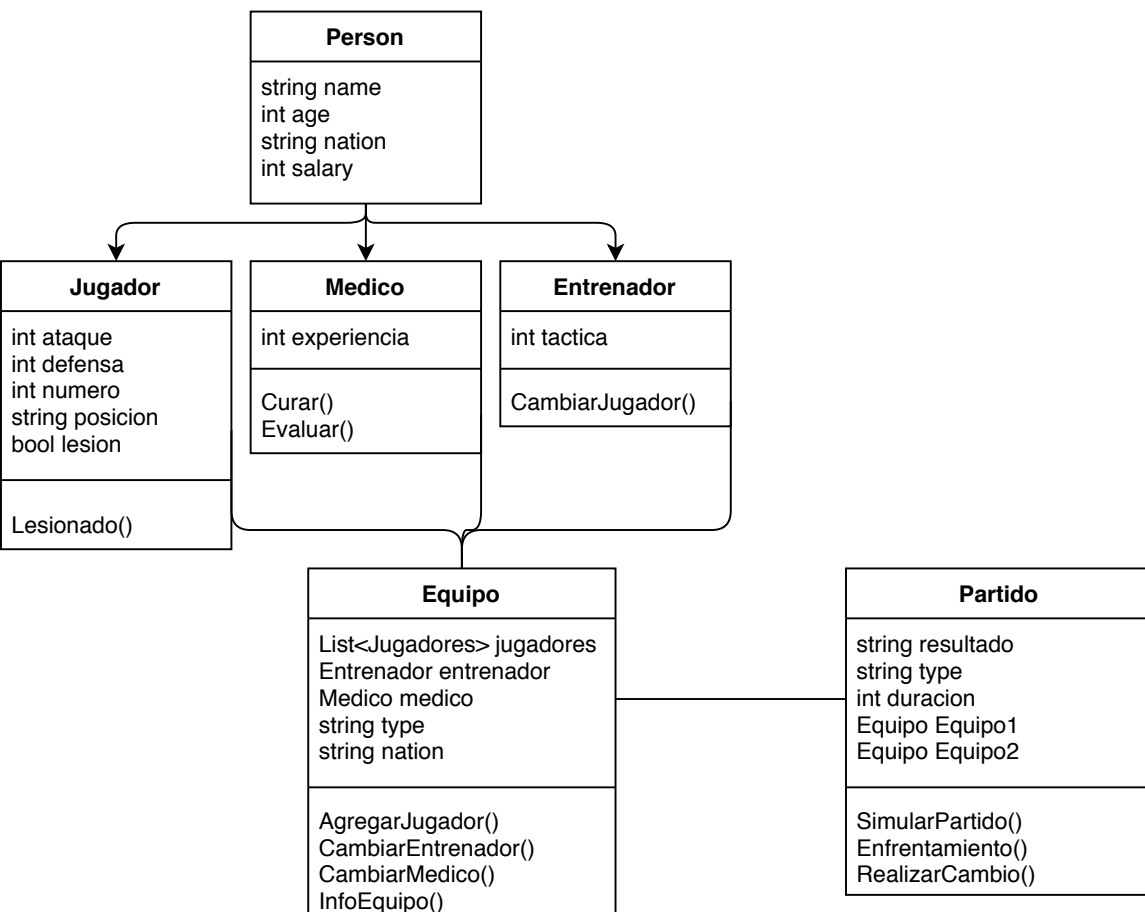 Person
string name
int age
string nation
int salary
Jugador
int ataque
int defensa
int numero
string posicion
bool lesion
Lesionado()
Medico
int experiencia
Curar()
Evaluar()
Entrenador
int tactica
CambiarJugador()
Equipo
List<Jugadores> jugadores
Entrenador entrenador
Medico medico
string type
string nation
AgregarJugador()
CambiarEntrenador()
CambiarMedico()
InfoEquipo()
Partido
string resultado
string type
int duracion
Equipo Equipo1
Equipo Equipo2
SimularPartido()
Enfrentamiento()
RealizarCambio()